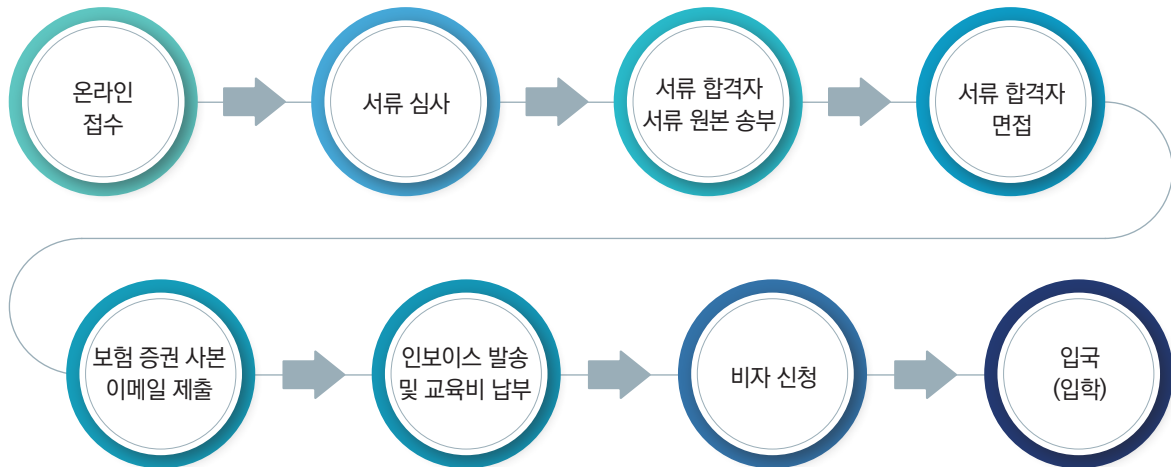 온라인
접수
서류 심사
서류 합격자
서류 원본 송부
서류 합격자
면접
보험 증권 사본
이메일 제출
인보이스 발송
및 교육비 납부
비자 신청
입국
(입학)